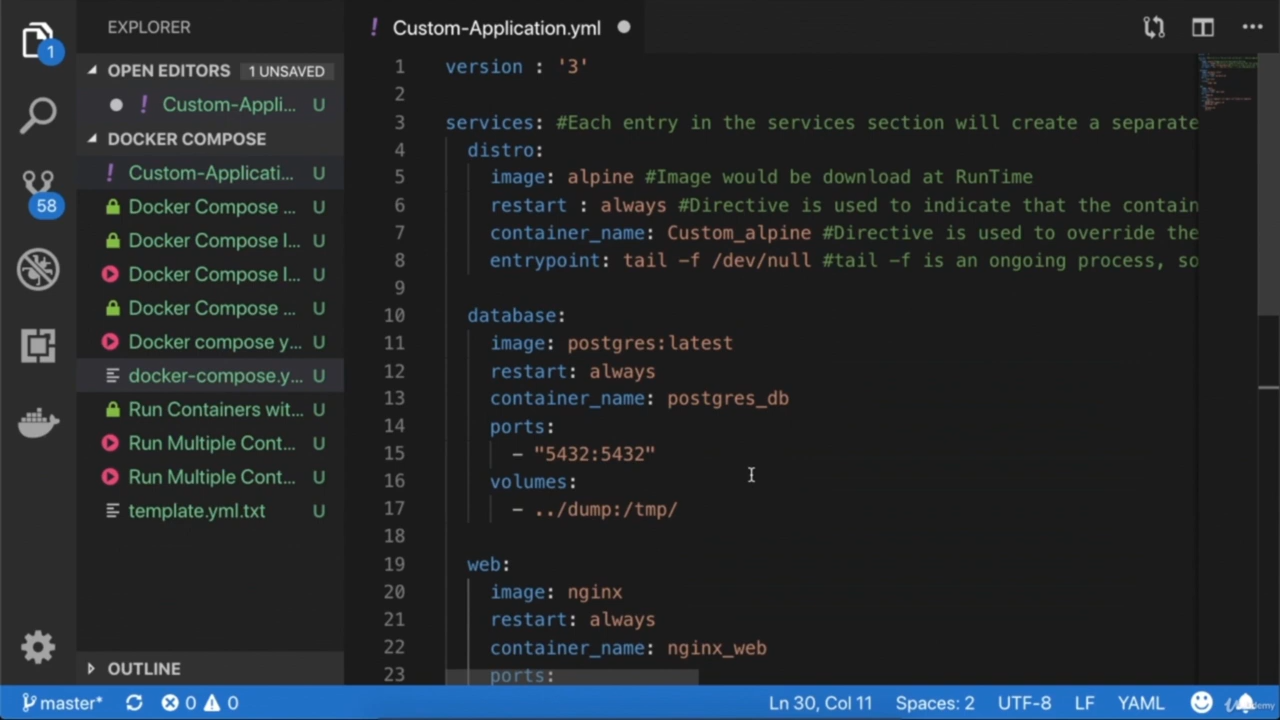 EXPLORER
OPEN EDITORS 1 UNSAVED
! Custom-Appli... U
DOCKER COMPOSE
! Custom-Applicati... U
Docker Compose ... U
Docker Compose I... U
Docker Compose I... U
Docker Compose ... U
Docker compose y... U
docker-compose.y... U
Run Containers wit... U
Run Multiple Cont... U
Run Multiple Cont... U
template.yml.txt U
OUTLINE
1
58
! Custom-Application.yml
1 version : '3'
2
3 services: #Each entry in the services section will create a separate
4 distro:
5 image: alpine #Image would be download at RunTime
6 restart : always #Directive is used to indicate that the contain
7 container_name: Custom_alpine #Directive is used to override the
8 entrypoint: tail -f /dev/null #tail -f is an ongoing process, so
9
10 database:
11 image: postgres:latest
12 restart: always
13 container_name: postgres_db
14 ports:
15 - "5432:5432"
16 volumes:
17 - ../dump:/tmp/
18
19 web:
20 image: nginx
21 restart: always
22 container_name: nginx_web
23 ports:
master* 0 0 Ln 30, Col 11 Spaces: 2 UTF-8 LF YAML